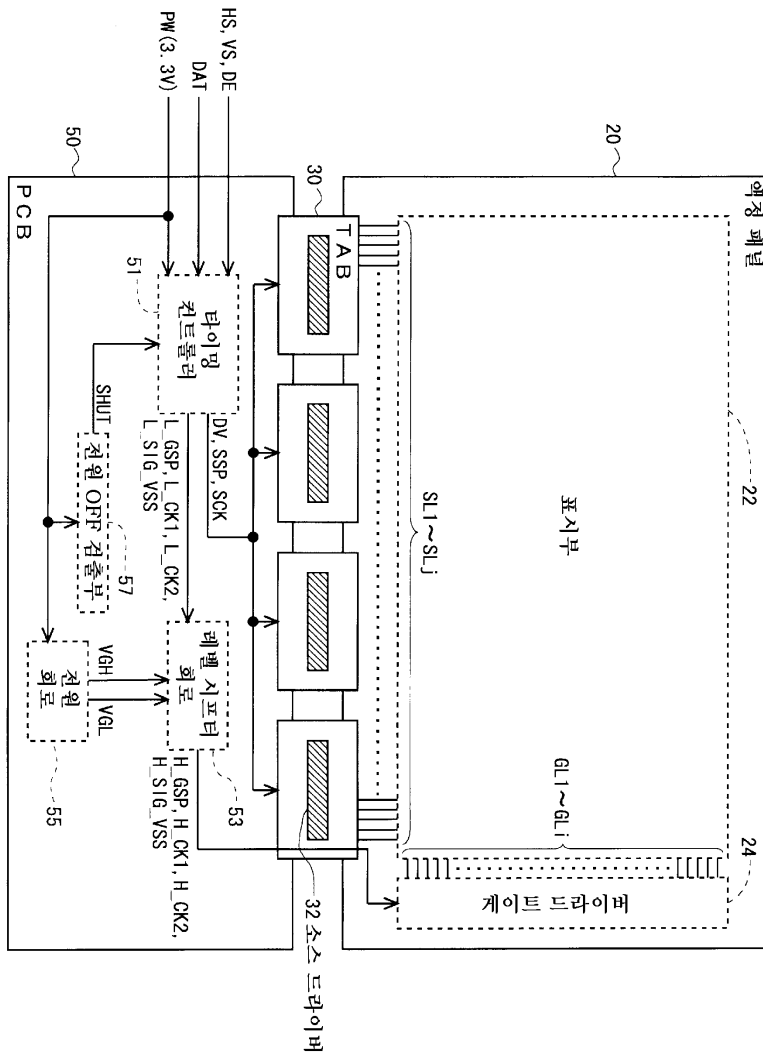 액정 패널
20
22
표시부
24
게이트 드라이버
GL1~GLi
SL1~SLj
30
TAB
32 소스 드라이버
50
PCB
HS, VS, DE
DAT
PW(3. 3V)
51
타이밍
컨트롤러
DV, SSP, SCK
L_GSP, L_CK1, L_CK2,
L_SIG_VSS
SHUT
전원 OFF 검출부
57
레벨 시프터
회로
53
H_GSP, H_CK1, H_CK2,
H_SIG_VSS
VGH
VGL
전원
회로
55